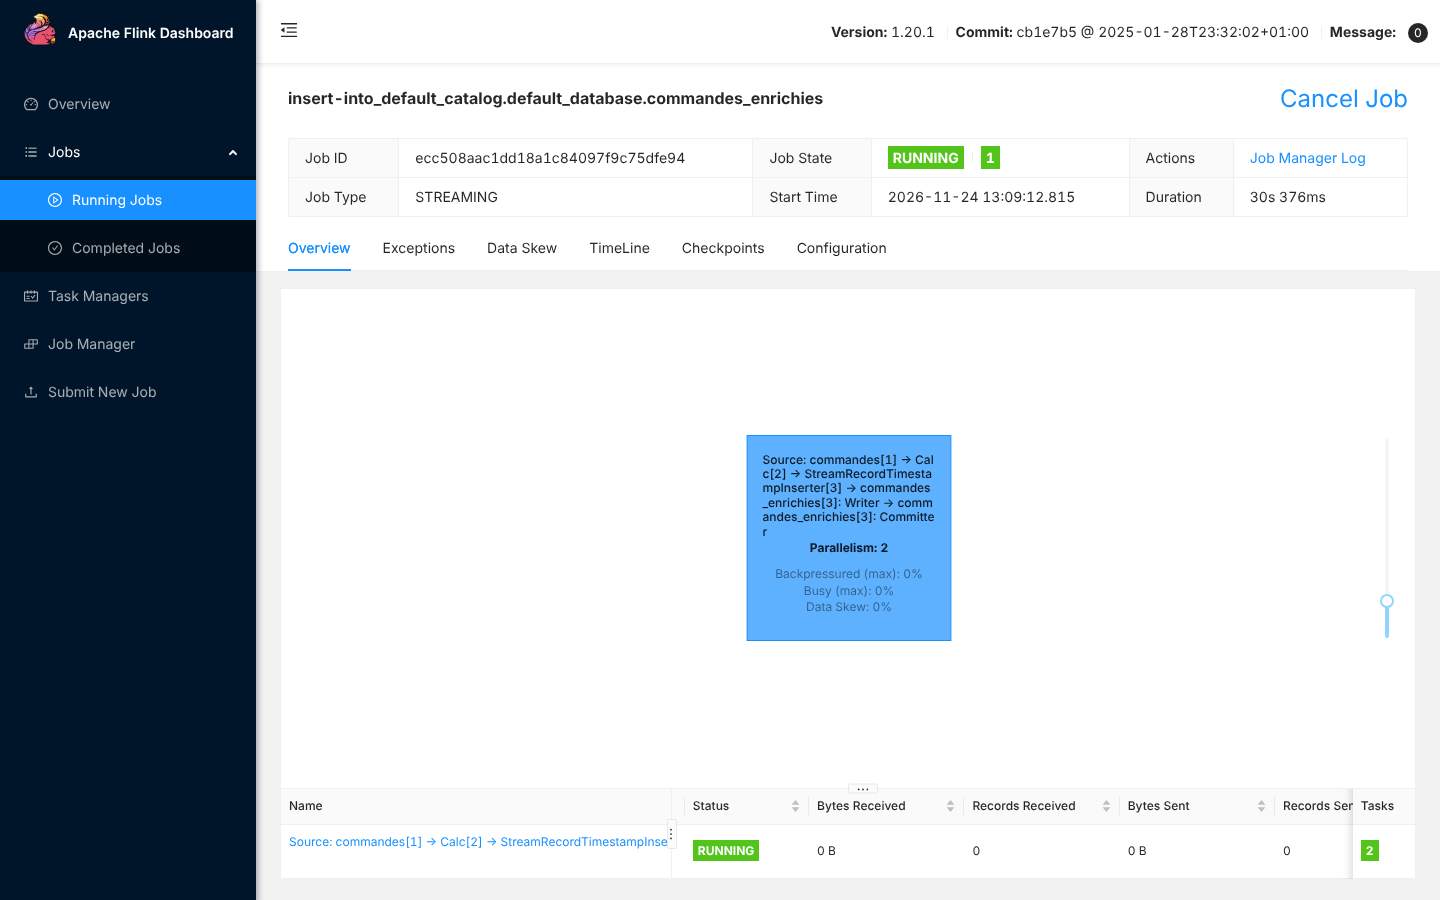 Apache Flink Dashboard
Version: 1.20.1 Commit: cb1e7b5 @ 2025-01-28T23:32:02+01:00 Message: 0
Overview
Jobs
Running Jobs
Completed Jobs
Task Managers
Job Manager
Submit New Job
insert-into_default_catalog.default_database.commandes_enrichies
Cancel Job
Job ID ecc508aac1dd18a1c84097f9c75dfe94 Job State RUNNING 1 Actions Job Manager Log
Job Type STREAMING Start Time 2026-11-24 13:09:12.815 Duration 30s 376ms
Overview Exceptions Data Skew TimeLine Checkpoints Configuration
Source: commandes[1] -> Cal
c[2] -> StreamRecordTimesta
mpInserter[3] -> commandes
_enrichies[3]: Writer -> comm
andes_enrichies[3]: Committe
r
Parallelism: 2
Backpressured (max): 0%
Busy (max): 0%
Data Skew: 0%
Name Status Bytes Received Records Received Bytes Sent Records Sen Tasks
Source: commandes[1] -> Calc[2] -> StreamRecordTimestampInse RUNNING 0 B 0 0 B 0 2